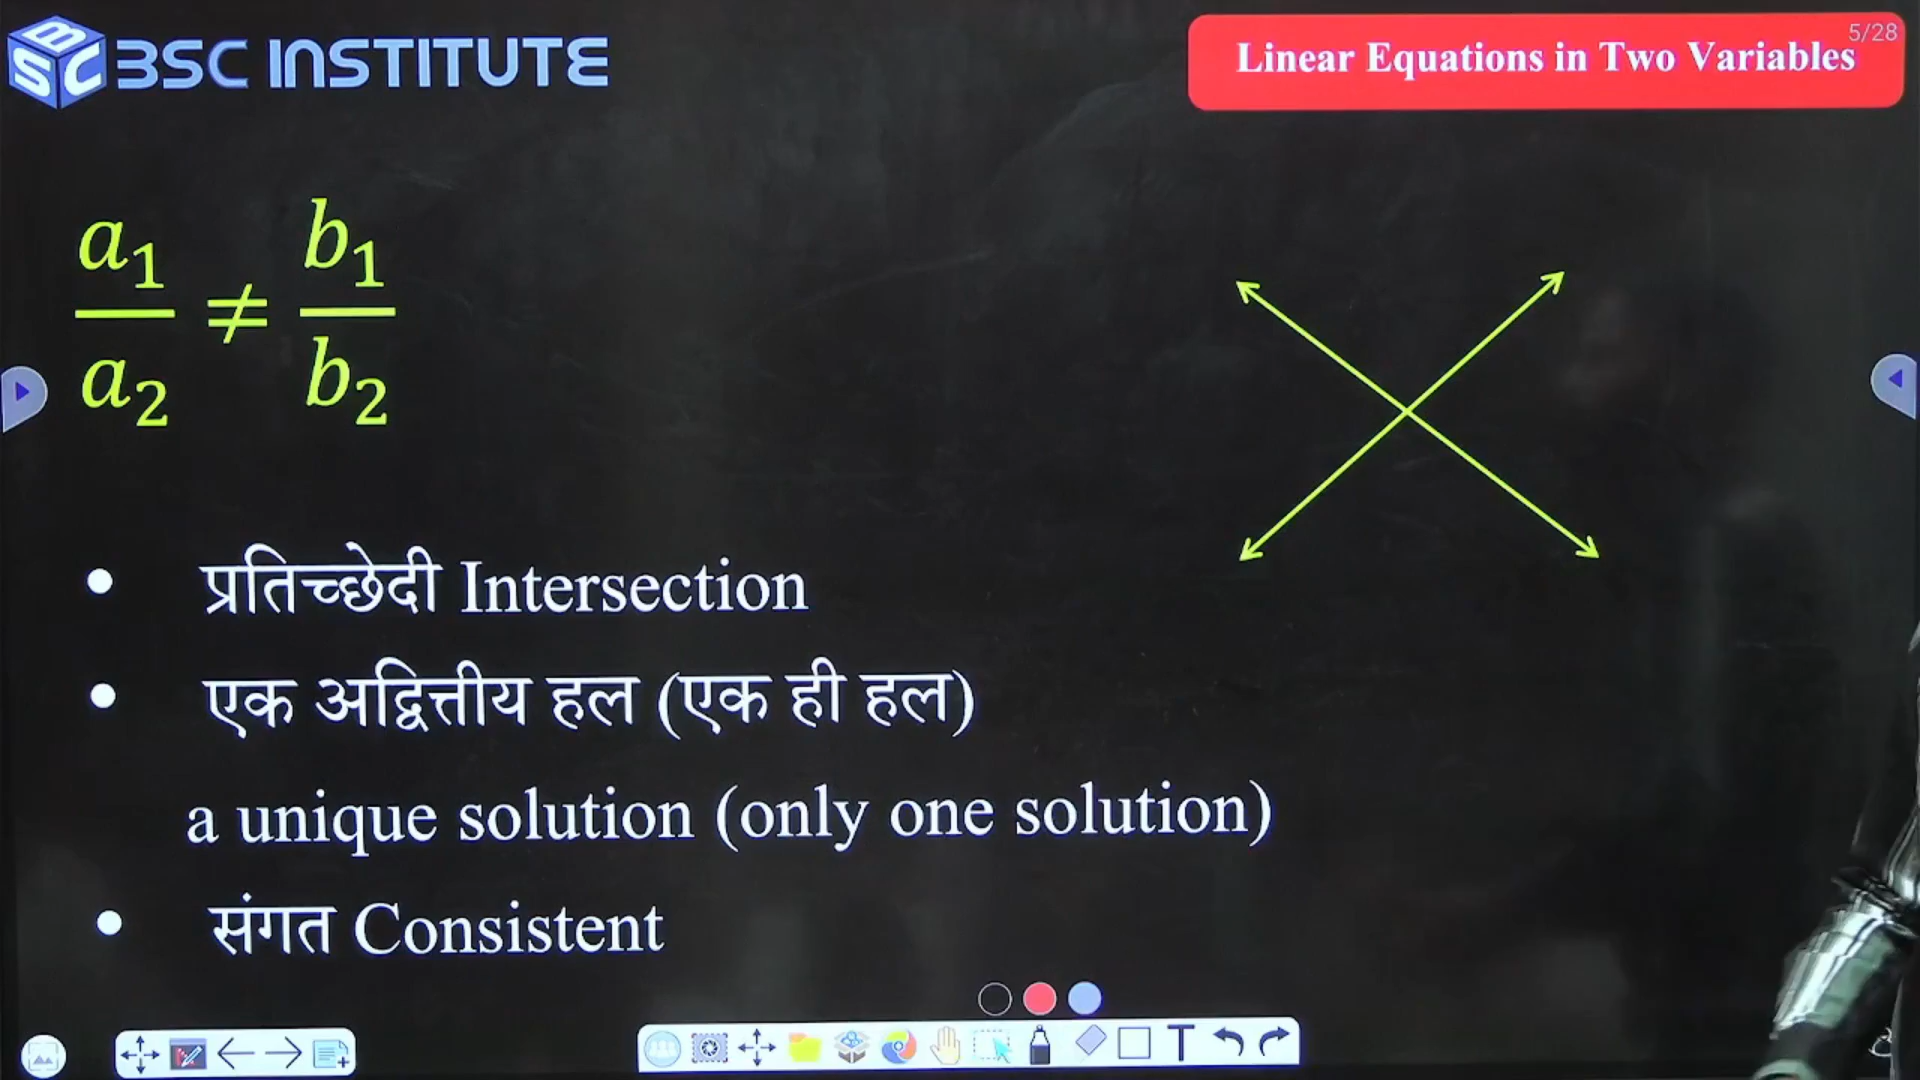 BSC INSTITUTE
Linear Equations in Two Variables
5/28
a₁/a₂ ≠ b₁/b₂
• प्रतिच्छेदी Intersection
• एक अद्वित्तीय हल (एक ही हल)
a unique solution (only one solution)
• संगत Consistent